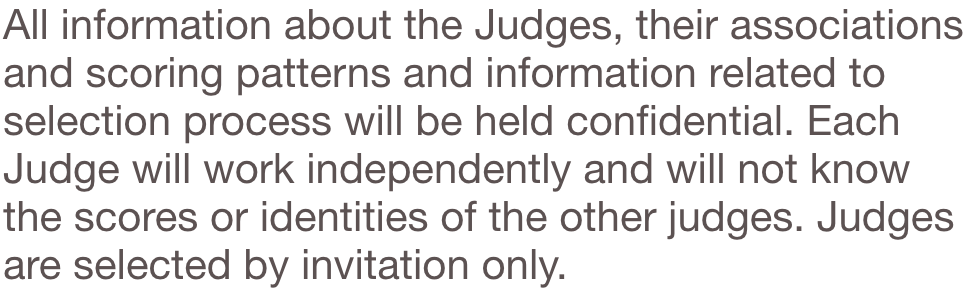 All information about the Judges, their associations
and scoring patterns and information related to
selection process will be held confidential. Each
Judge will work independently and will not know
the scores or identities of the other judges. Judges
are selected by invitation only.